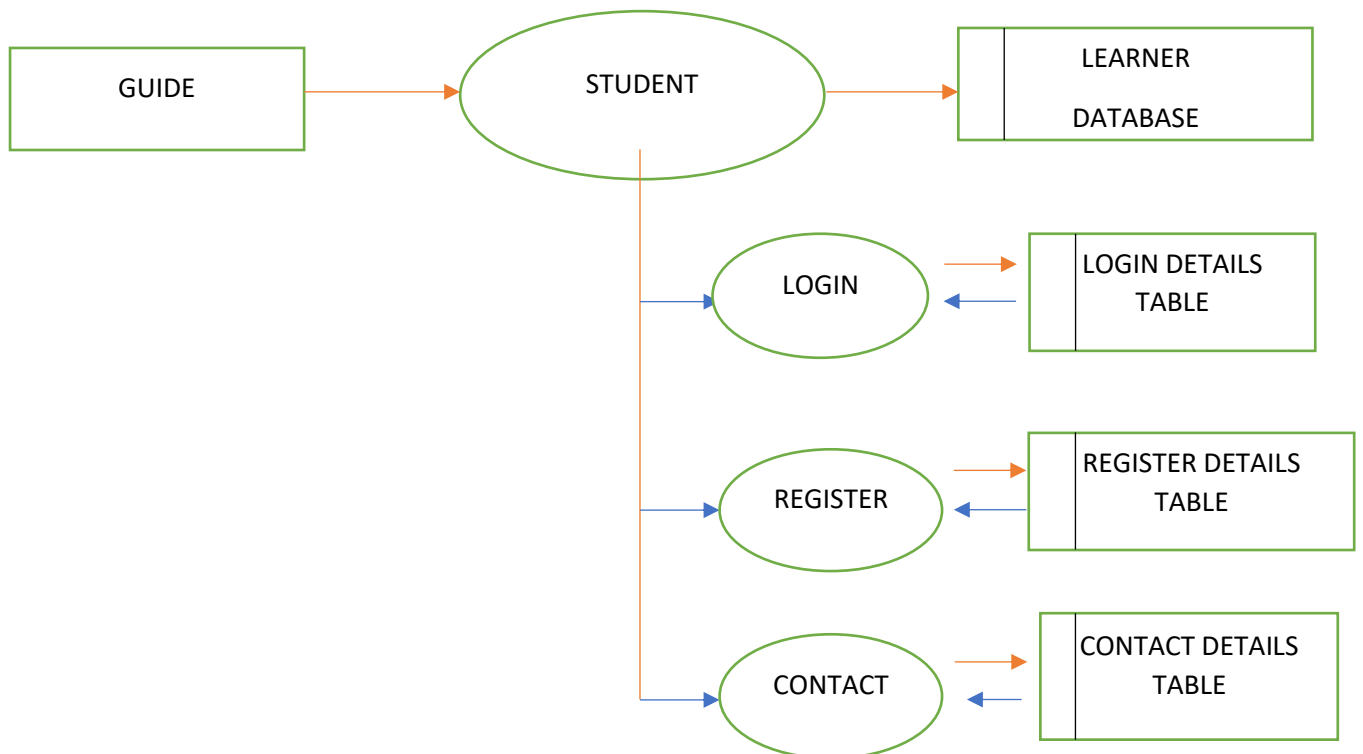 GUIDE
STUDENT
LEARNER
DATABASE
LOGIN
LOGIN DETAILS
TABLE
REGISTER
REGISTER DETAILS
TABLE
CONTACT
CONTACT DETAILS
TABLE